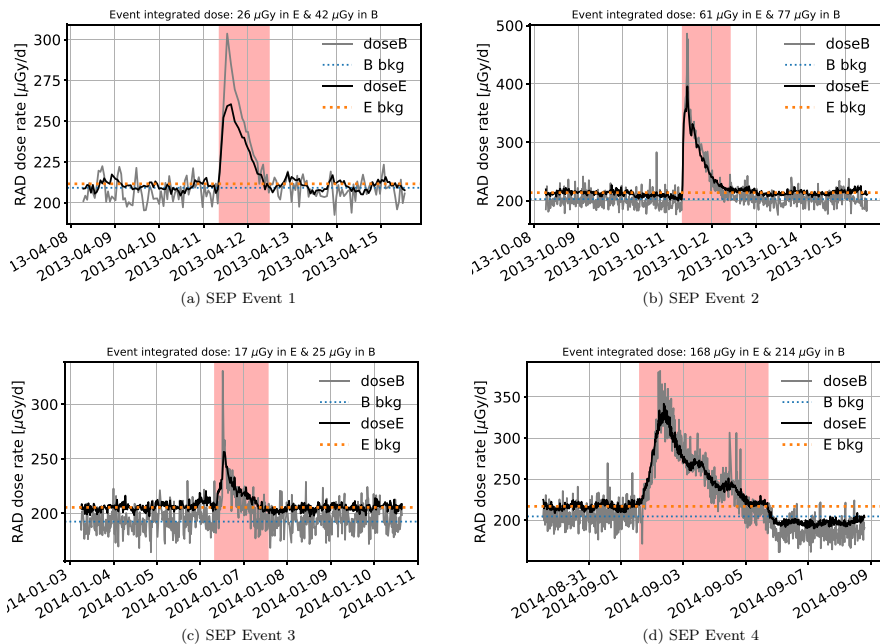 Event integrated dose: 26 μGy in E & 42 μGy in B
RAD dose rate [μGy/d]
300
275
250
225
200
doseB
B bkg
doseE
E bkg
13-04-08
2013-04-09
2013-04-10
2013-04-11
2013-04-12
2013-04-13
2013-04-14
2013-04-15
(a) SEP Event 1
Event integrated dose: 61 μGy in E & 77 μGy in B
RAD dose rate [μGy/d]
500
400
300
200
doseB
B bkg
doseE
E bkg
2013-10-08
2013-10-09
2013-10-10
2013-10-11
2013-10-12
2013-10-13
2013-10-14
2013-10-15
(b) SEP Event 2
Event integrated dose: 17 μGy in E & 25 μGy in B
RAD dose rate [μGy/d]
300
250
200
doseB
B bkg
doseE
E bkg
014-01-03
2014-01-04
2014-01-05
2014-01-06
2014-01-07
2014-01-08
2014-01-09
2014-01-10
2014-01-11
(c) SEP Event 3
Event integrated dose: 168 μGy in E & 214 μGy in B
RAD dose rate [μGy/d]
350
300
250
200
doseB
B bkg
doseE
E bkg
2014-08-31
2014-09-01
2014-09-03
2014-09-05
2014-09-07
2014-09-09
(d) SEP Event 4